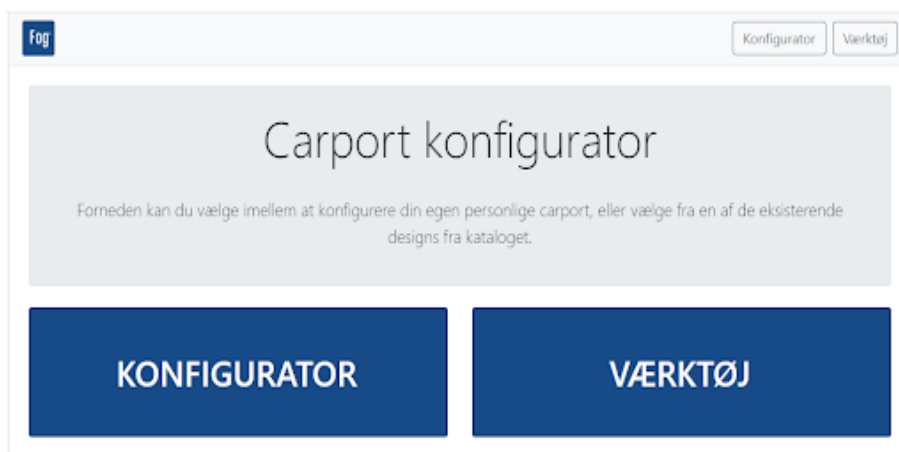 Fog
Konfigurator Værktøj
Carport konfigurator
Forneden kan du vælge imellem at konfigurere din egen personlige carport, eller vælge fra en af de eksisterende
designs fra kataloget.
KONFIGURATOR
VÆRKTØJ